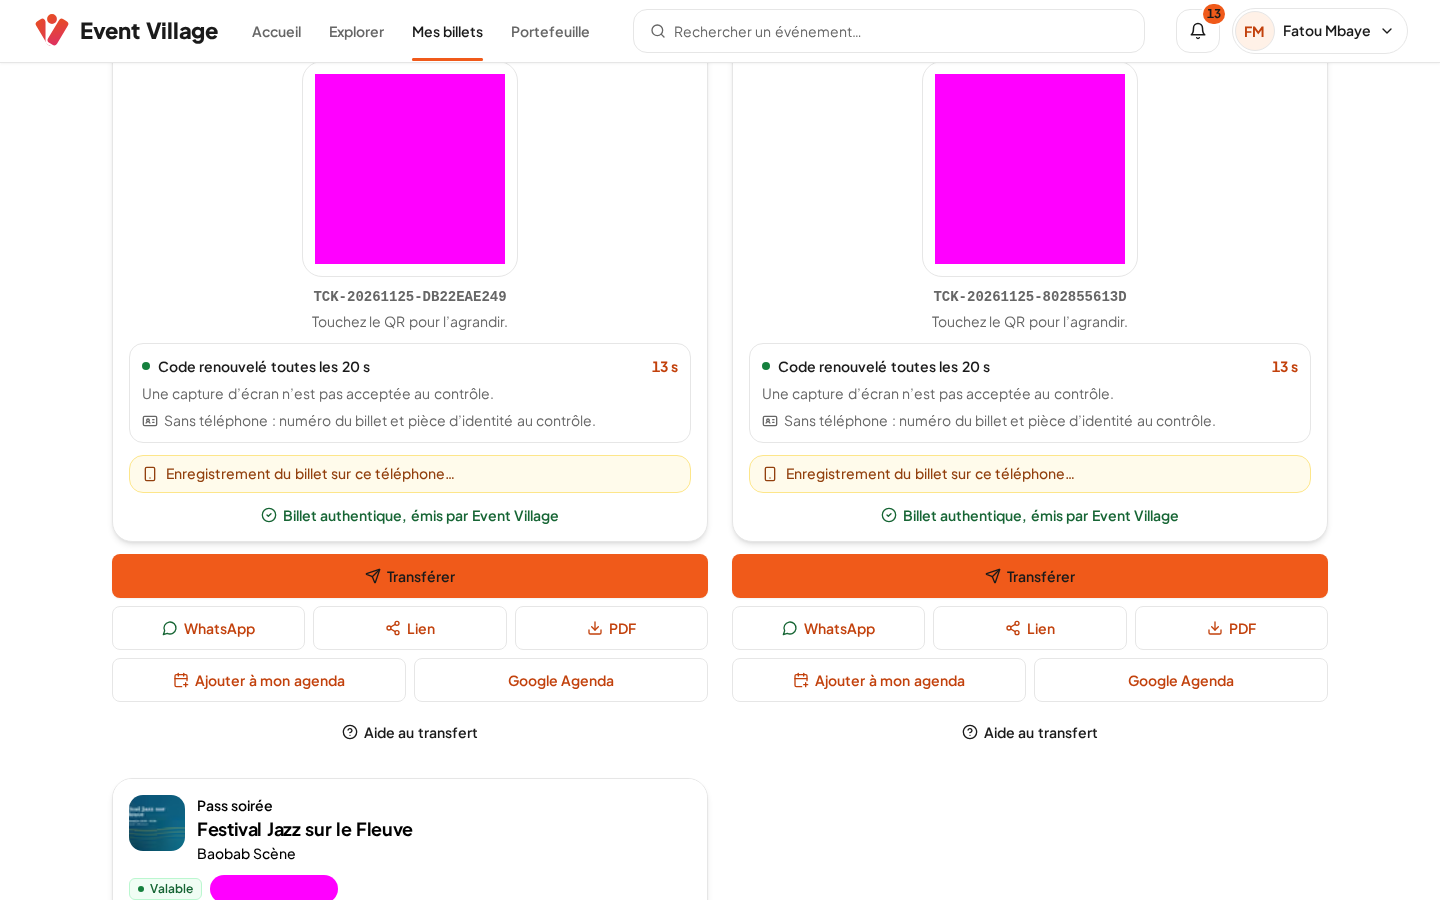 Event Village
Accueil
Explorer
Mes billets
Portefeuille
Rechercher un événement…
13
FM
Fatou Mbaye
TCK-20261125-DB22EAE249
Touchez le QR pour l’agrandir.
Code renouvelé toutes les 20 s
13 s
Une capture d’écran n’est pas acceptée au contrôle.
Sans téléphone : numéro du billet et pièce d’identité au contrôle.
Enregistrement du billet sur ce téléphone…
Billet authentique, émis par Event Village
Transférer
WhatsApp
Lien
PDF
Ajouter à mon agenda
Google Agenda
Aide au transfert
TCK-20261125-802855613D
Touchez le QR pour l’agrandir.
Code renouvelé toutes les 20 s
13 s
Une capture d’écran n’est pas acceptée au contrôle.
Sans téléphone : numéro du billet et pièce d’identité au contrôle.
Enregistrement du billet sur ce téléphone…
Billet authentique, émis par Event Village
Transférer
WhatsApp
Lien
PDF
Ajouter à mon agenda
Google Agenda
Aide au transfert
Pass soirée
Festival Jazz sur le Fleuve
Baobab Scène
Valable